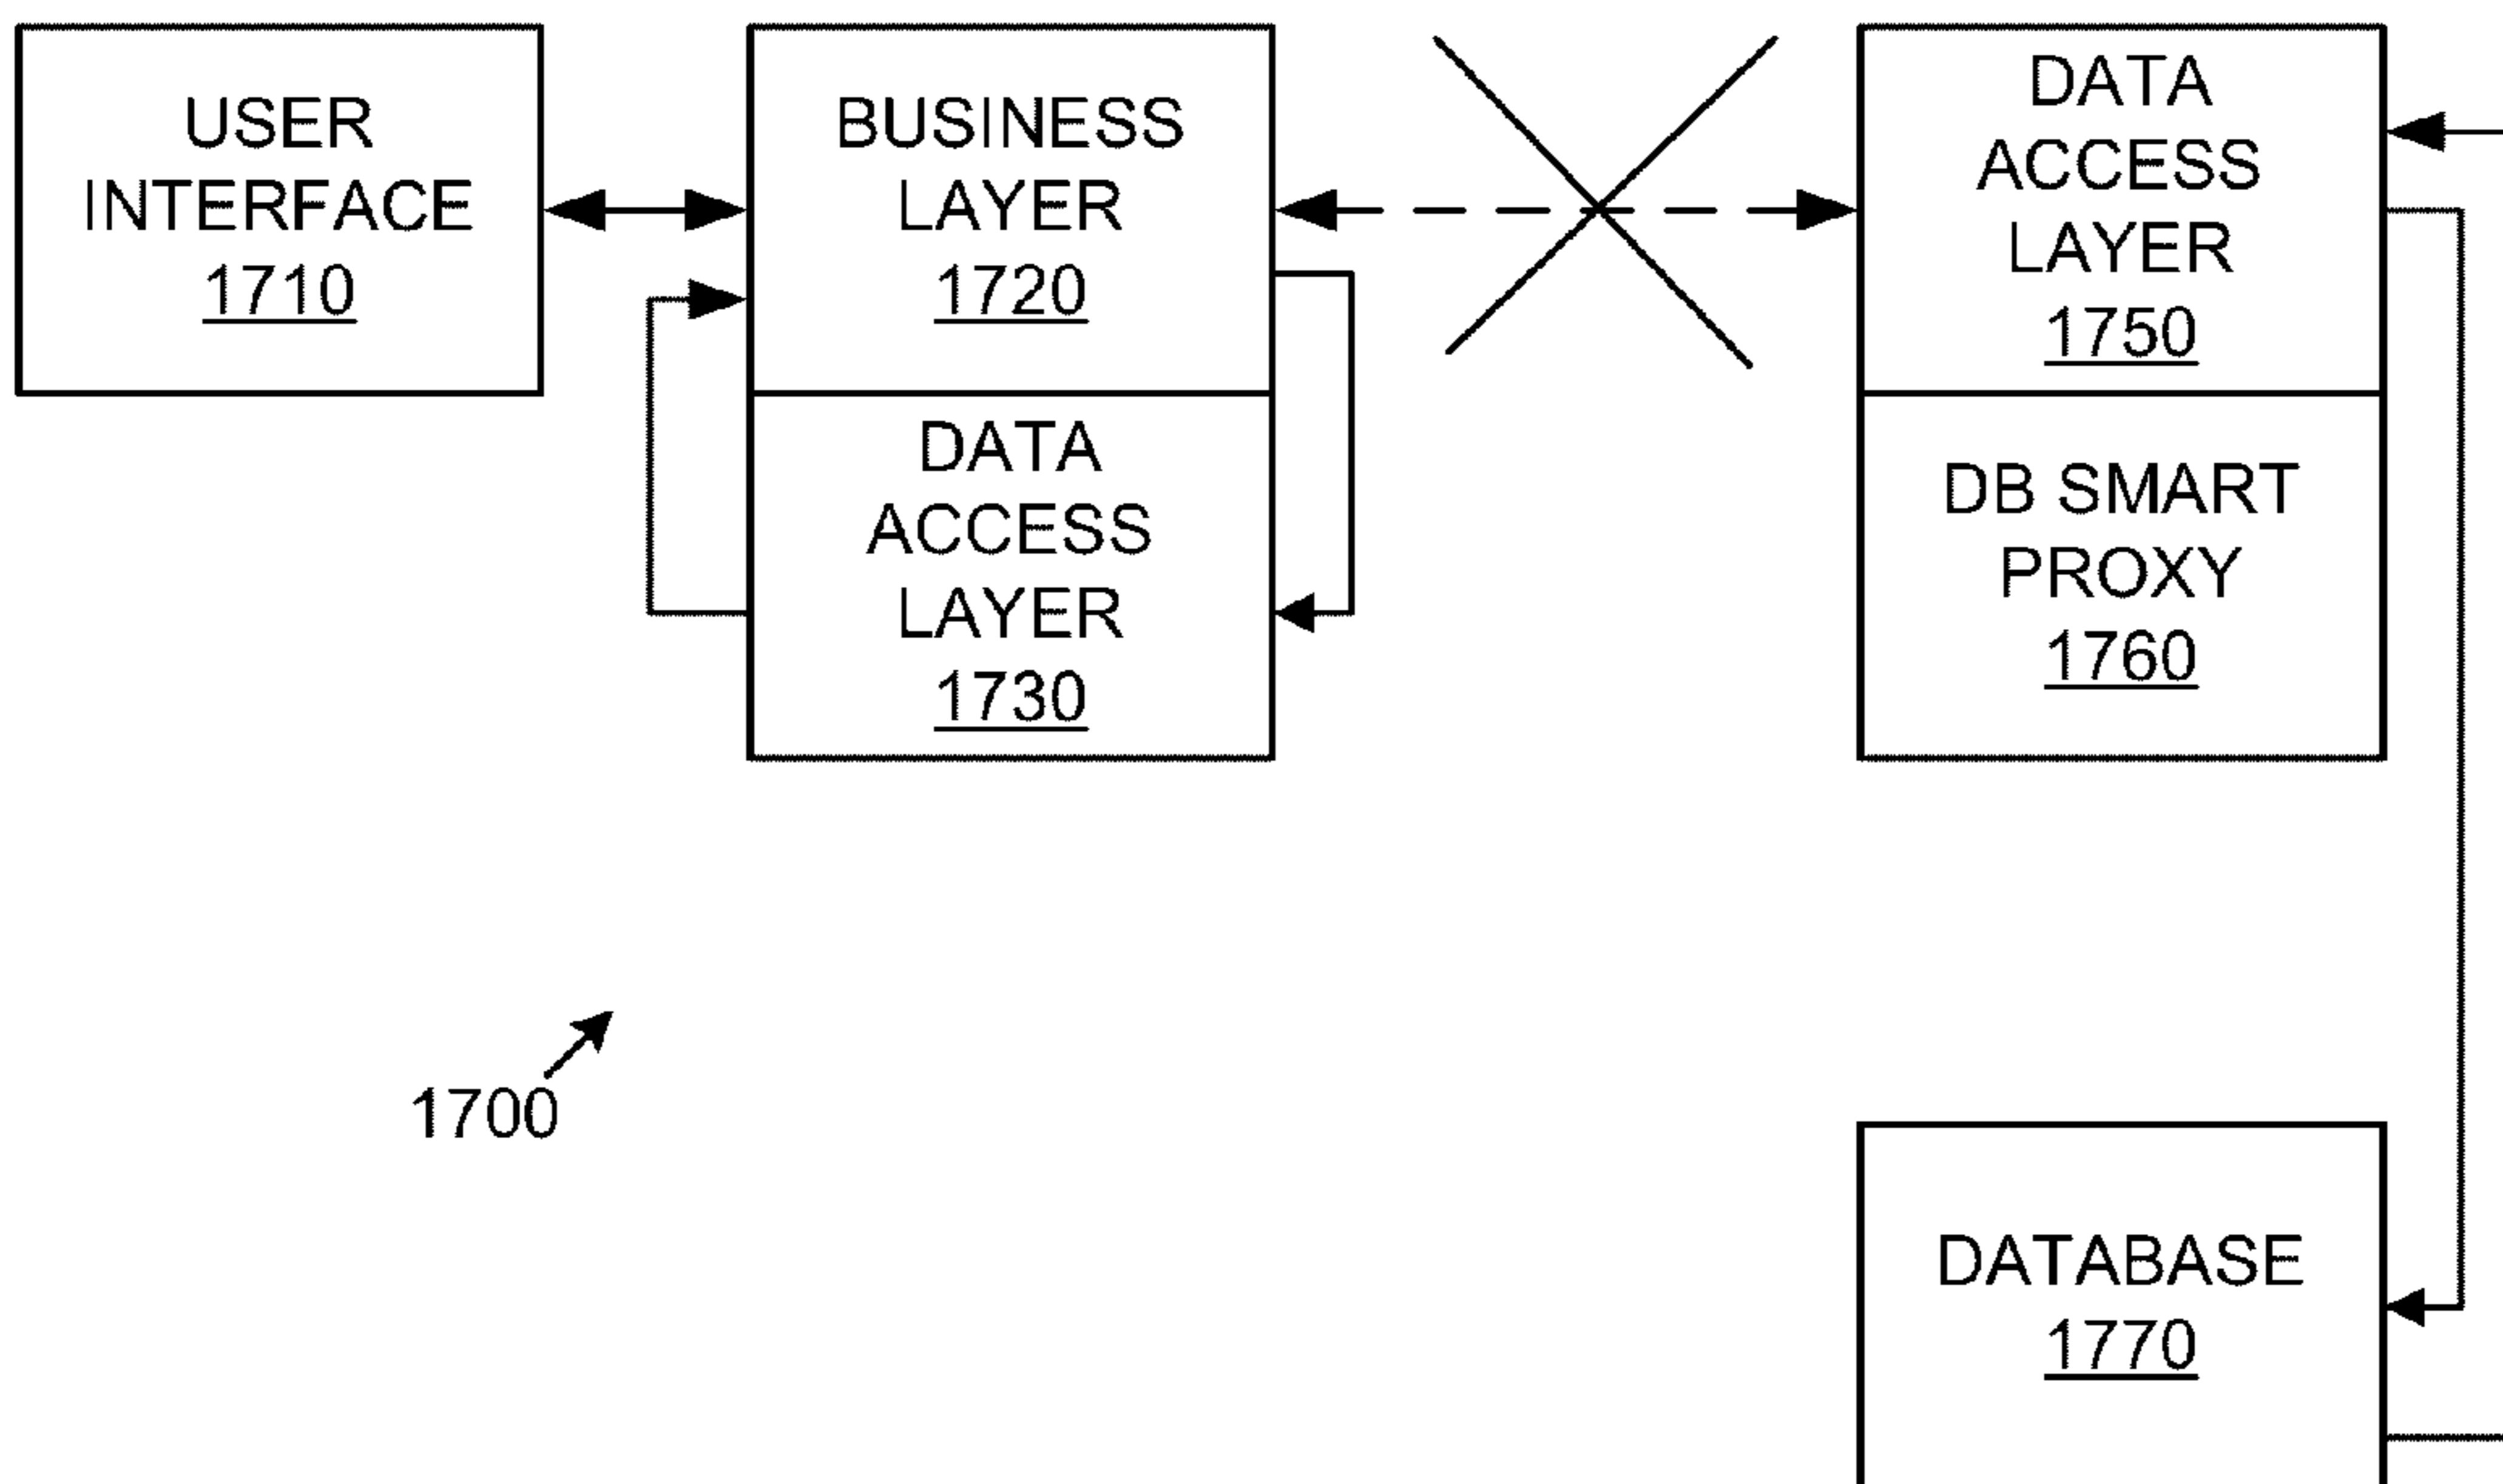 USER
INTERFACE
1710
BUSINESS
LAYER
1720
DATA
ACCESS
LAYER
1730
DATA
ACCESS
LAYER
1750
DB SMART
PROXY
1760
1700
DATABASE
1770